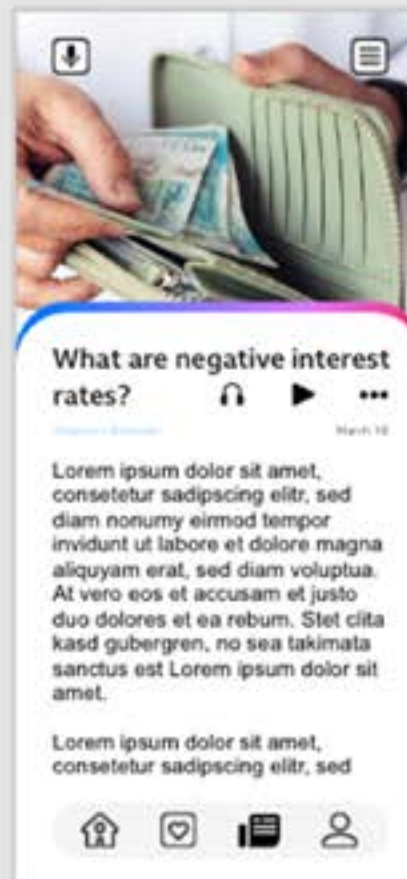 What are negative interest
rates?
March 18
Lorem ipsum dolor sit amet,
consetetur sadipscing elitr, sed
diam nonumy eirmod tempor
invidunt ut labore et dolore magna
aliquyam erat, sed diam voluptua.
At vero eos et accusam et justo
duo dolores et ea rebum. Stet clita
kasd gubergren, no sea takimata
sanctus est Lorem ipsum dolor sit
amet.
Lorem ipsum dolor sit amet,
consetetur sadipscing elitr, sed